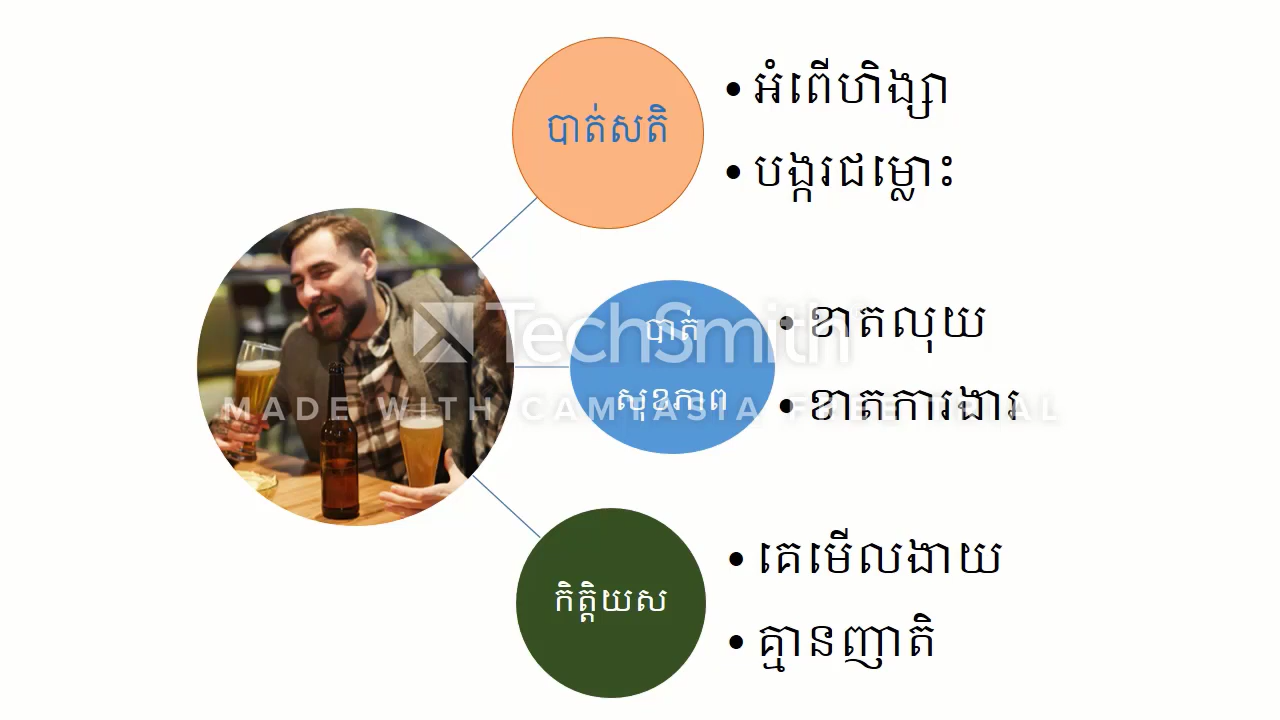 បាត់សតិ
• អំពើហិង្សា
• បង្ករជម្លោះ
TechSmith
បាត់
សុខភាព
• ខាតលុយ
• ខាតការងារ
MADE WITH CAMTASIA FREE TRIAL
កិត្តិយស
• គេមើលងាយ
• គ្មានញាតិ